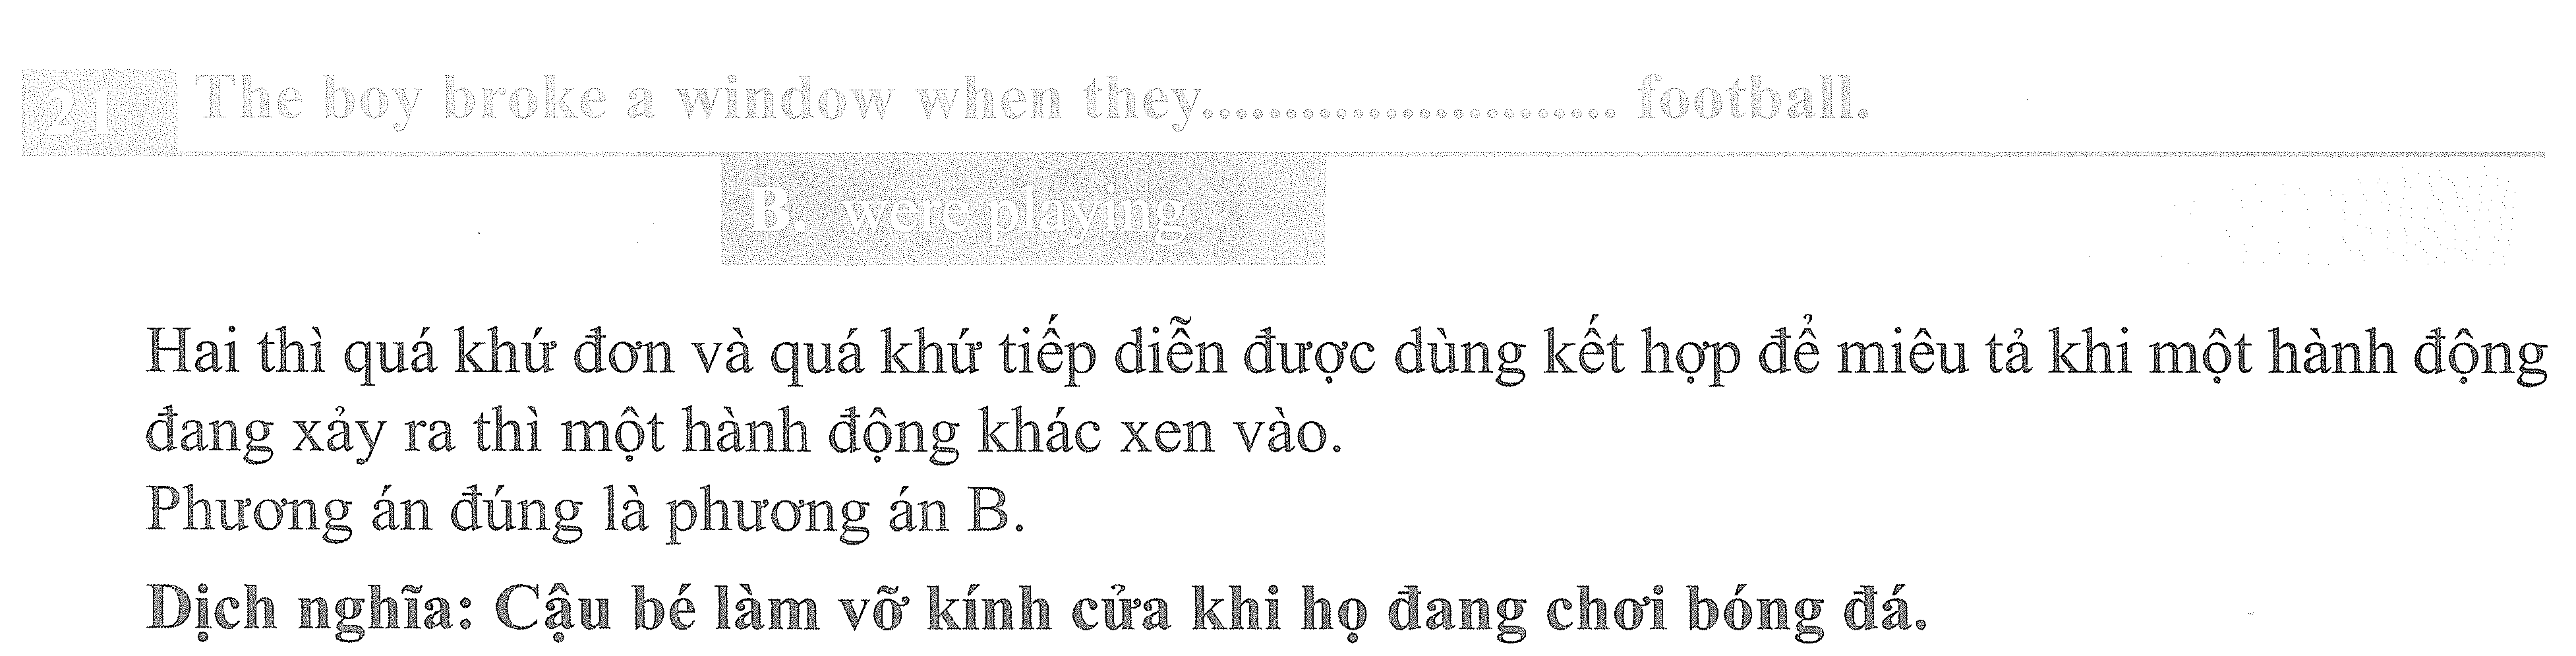 21 The boy broke a window when they......................... football.
B. were playing
Hai thì quá khứ đơn và quá khứ tiếp diễn được dùng kết hợp để miêu tả khi một hành động
đang xảy ra thì một hành động khác xen vào.
Phương án đúng là phương án B.
Dịch nghĩa: Cậu bé làm vỡ kính cửa khi họ đang chơi bóng đá.